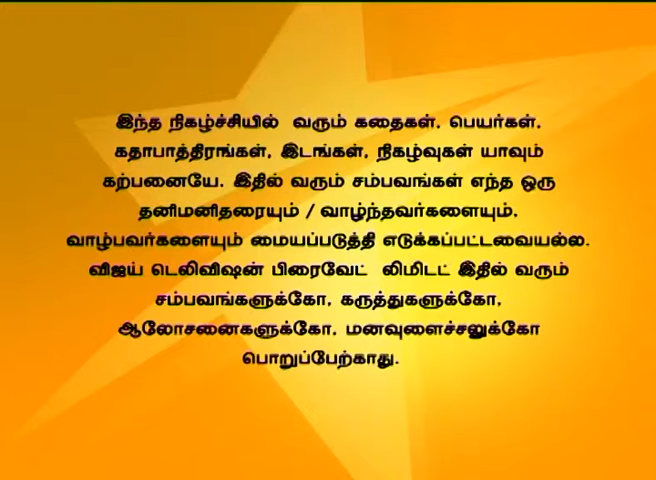 இந்த நிகழ்ச்சியில் வரும் கதைகள், பெயர்கள்,
கதாபாத்திரங்கள், இடங்கள், நிகழ்வுகள் யாவும்
கற்பனையே. இதில் வரும் சம்பவங்கள் எந்த ஒரு
தனிமனிதரையும் / வாழ்ந்தவர்களையும்,
வாழ்பவர்களையும் மையப்படுத்தி எடுக்கப்பட்டவையல்ல.
விஜய் டெலிவிஷன் பிரைவேட் லிமிடட் இதில் வரும்
சம்பவங்களுக்கோ, கருத்துகளுக்கோ,
ஆலோசனைகளுக்கோ, மனவுளைச்சலுக்கோ
பொறுப்பேற்காது.